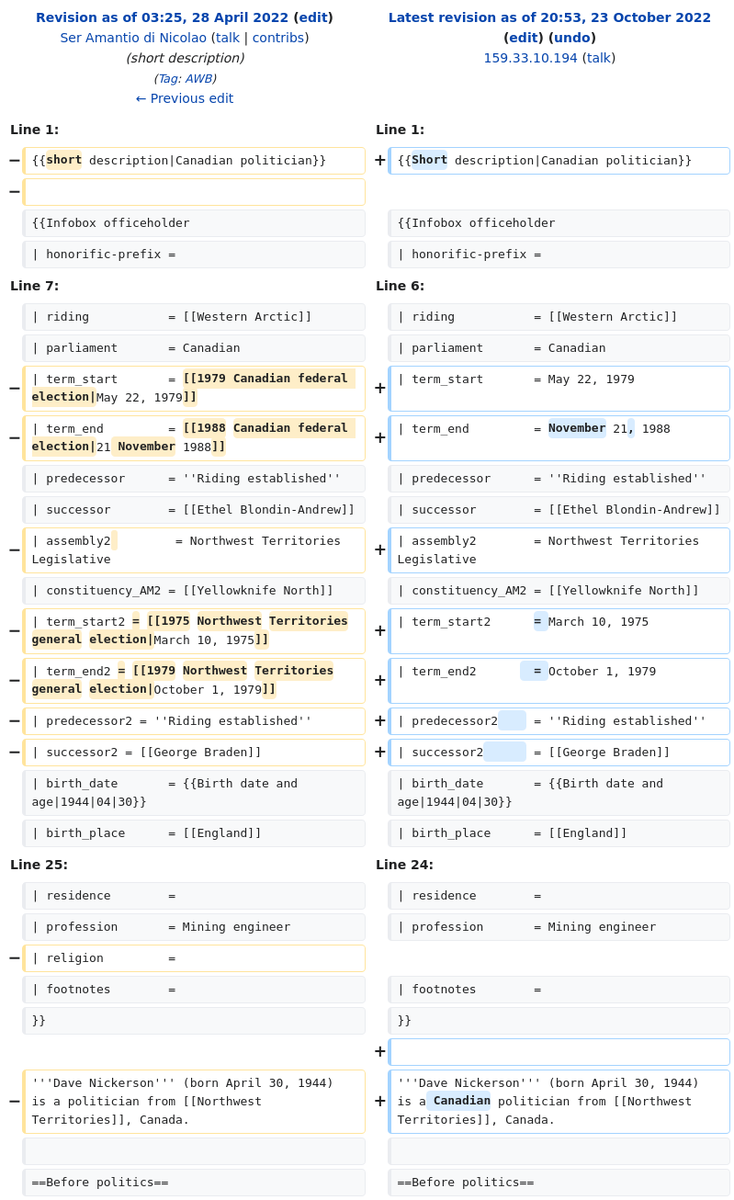 Revision as of 03:25, 28 April 2022 (edit)
Ser Amantio di Nicolao (talk | contribs)
(short description)
(Tag: AWB)
← Previous edit
Latest revision as of 20:53, 23 October 2022
(edit) (undo)
159.33.10.194 (talk)
Line 1:
Line 1:
− {{short description|Canadian politician}}
+ {{Short description|Canadian politician}}
−
{{Infobox officeholder
{{Infobox officeholder
| honorific-prefix =
| honorific-prefix =
Line 7:
Line 6:
| riding = [[Western Arctic]]
| riding = [[Western Arctic]]
| parliament = Canadian
| parliament = Canadian
− | term_start = [[1979 Canadian federal
election|May 22, 1979]]
+ | term_start = May 22, 1979
− | term_end = [[1988 Canadian federal
election|21 November 1988]]
+ | term_end = November 21, 1988
| predecessor = ''Riding established''
| predecessor = ''Riding established''
| successor = [[Ethel Blondin-Andrew]]
| successor = [[Ethel Blondin-Andrew]]
− | assembly2 = Northwest Territories
Legislative
+ | assembly2 = Northwest Territories
Legislative
| constituency_AM2 = [[Yellowknife North]]
| constituency_AM2 = [[Yellowknife North]]
− | term_start2 = [[1975 Northwest Territories
general election|March 10, 1975]]
+ | term_start2 = March 10, 1975
− | term_end2 = [[1979 Northwest Territories
general election|October 1, 1979]]
+ | term_end2 = October 1, 1979
− | predecessor2 = ''Riding established''
+ | predecessor2 = ''Riding established''
− | successor2 = [[George Braden]]
+ | successor2 = [[George Braden]]
| birth_date = {{Birth date and
age|1944|04|30}}
| birth_date = {{Birth date and
age|1944|04|30}}
| birth_place = [[England]]
| birth_place = [[England]]
Line 25:
Line 24:
| residence =
| residence =
| profession = Mining engineer
| profession = Mining engineer
− | religion =
| footnotes =
| footnotes =
}}
}}
+
− '''Dave Nickerson''' (born April 30, 1944)
is a politician from [[Northwest
Territories]], Canada.
+ '''Dave Nickerson''' (born April 30, 1944)
is a Canadian politician from [[Northwest
Territories]], Canada.
==Before politics==
==Before politics==